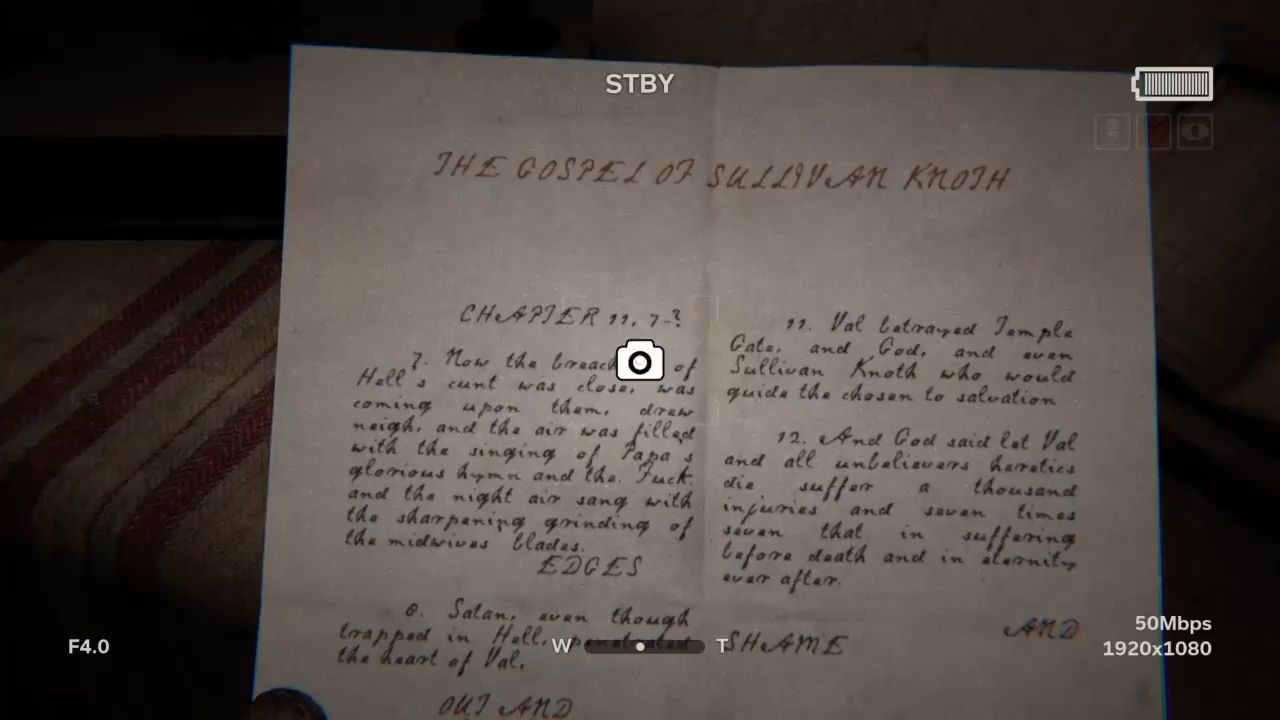 STBY
THE GOSPEL OF SULLIVAN KNOTH
CHAPTER 11. 7-?
7. Now the breach of
Hell's cunt was close, was
coming upon them, drew
neigh, and the air was filled
with the singing of Papa's
glorious hymn and the. Fuck.
and the night air sang with
the sharpening grinding of
the midwives blades.
EDGES
8. Satan, even though
trapped in Hell, penetrated
the heart of Val.
OUT AND
11. Val betrayed Temple
Gate, and God, and even
Sullivan Knoth who would
guide the chosen to salvation
12. And God said let Val
and all unbelievers heretics
die suffer a thousand
injuries and seven times
seven that in suffering
before death and in eternity
ever after.
AND
SHAME
F4.0
W
T
50Mbps
1920x1080